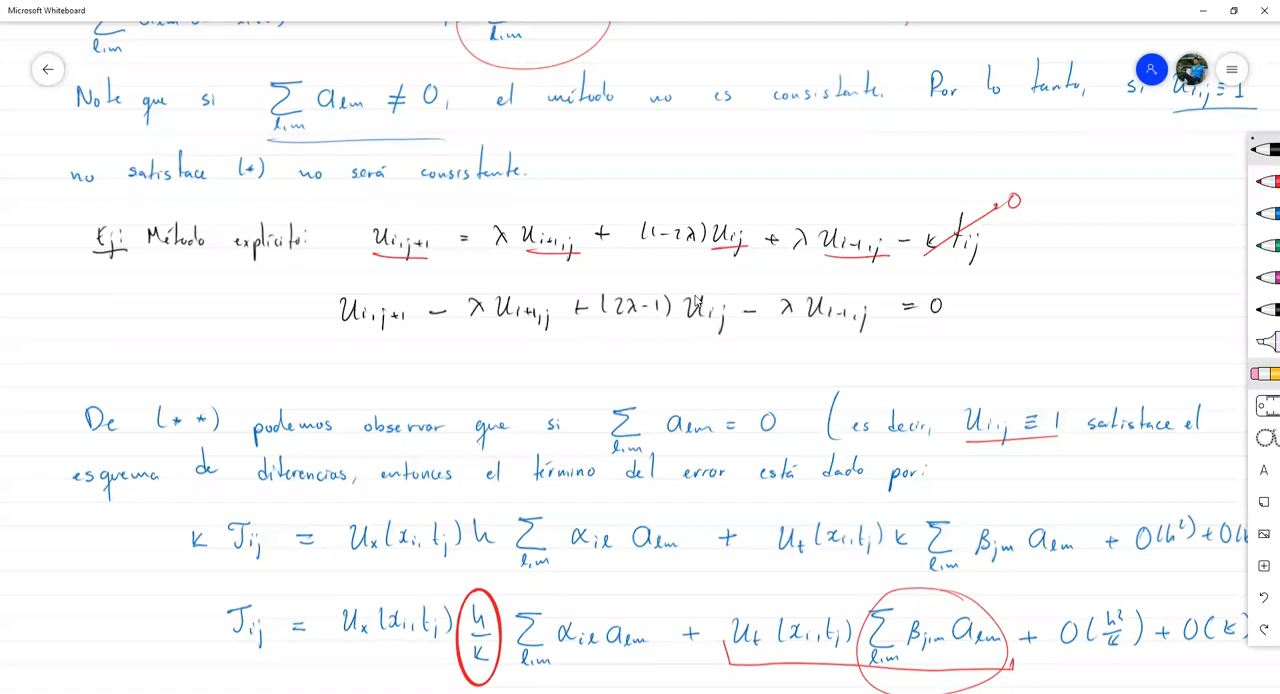 Microsoft Whiteboard
Note que si ∑_{l,m} a_{lm} ≠ 0, el método no es consistente. Por lo tanto, si u_{i,j} ≡ 1
no satisface (*) no será consistente.
Ej: Método explícito: u_{i,j+1} = λ u_{i+1,j} + (1-2λ) u_{ij} + λ u_{i-1,j} - k f_{ij} → 0
u_{i,j+1} - λ u_{i+1,j} + (2λ-1) u_{ij} - λ u_{i-1,j} = 0
De (**) podemos observar que si ∑_{l,m} a_{lm} = 0 (es decir, u_{i,j} ≡ 1 satisface el
esquema de diferencias, entonces el término del error está dado por:
k T_{ij} = u_x(x_i, t_j) h ∑_{l,m} α_{il} a_{lm} + u_t(x_i, t_j) k ∑_{l,m} β_{jm} a_{lm} + O(h²) + O(k
T_{ij} = u_x(x_i, t_j) h/k ∑_{l,m} α_{il} a_{lm} + u_t(x_i, t_j) ∑_{l,m} β_{jm} a_{lm} + O(h²/k) + O(k)